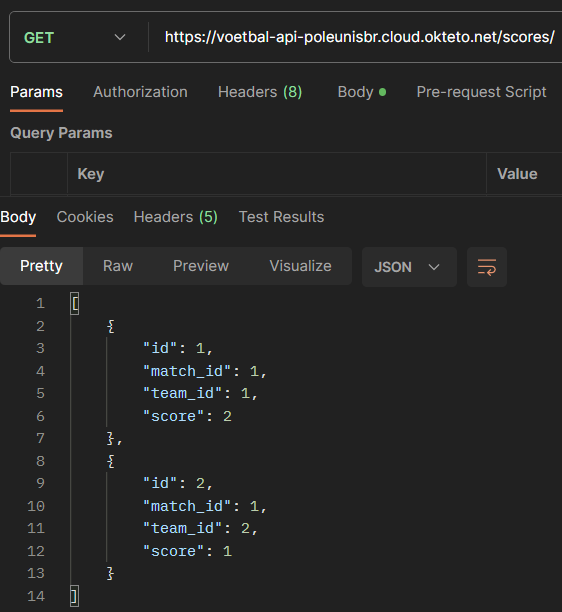 GET https://voetbal-api-poleunisbr.cloud.okteto.net/scores/
Params Authorization Headers (8) Body Pre-request Script
Query Params
Key Value
Body Cookies Headers (5) Test Results
Pretty Raw Preview Visualize JSON
1 [
2 {
3 "id": 1,
4 "match_id": 1,
5 "team_id": 1,
6 "score": 2
7 },
8 {
9 "id": 2,
10 "match_id": 1,
11 "team_id": 2,
12 "score": 1
13 }
14 ]